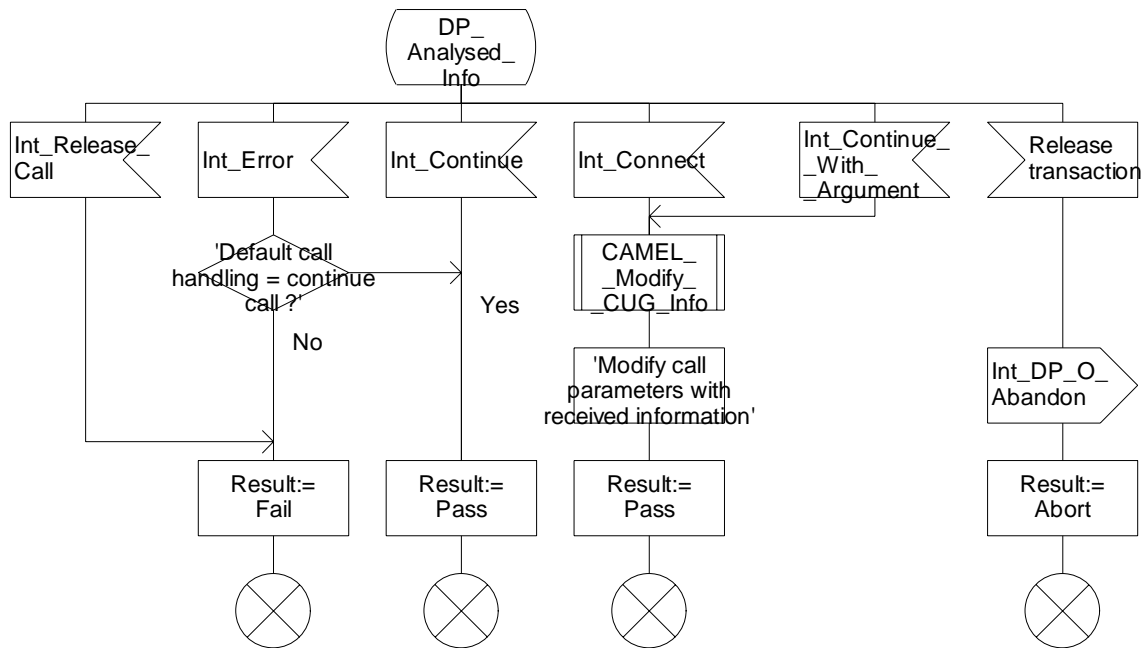 DP_
Analysed_
Info
Int_Release_
Call
Int_Error
Int_Continue
Int_Connect
Int_Continue_
_With_
_Argument
Release
transaction
'Default call
handling = continue
call ?'
Yes
No
CAMEL_
_Modify_
_CUG_Info
'Modify call
parameters with
received information'
Int_DP_O_
Abandon
Result:=
Fail
Result:=
Pass
Result:=
Pass
Result:=
Abort